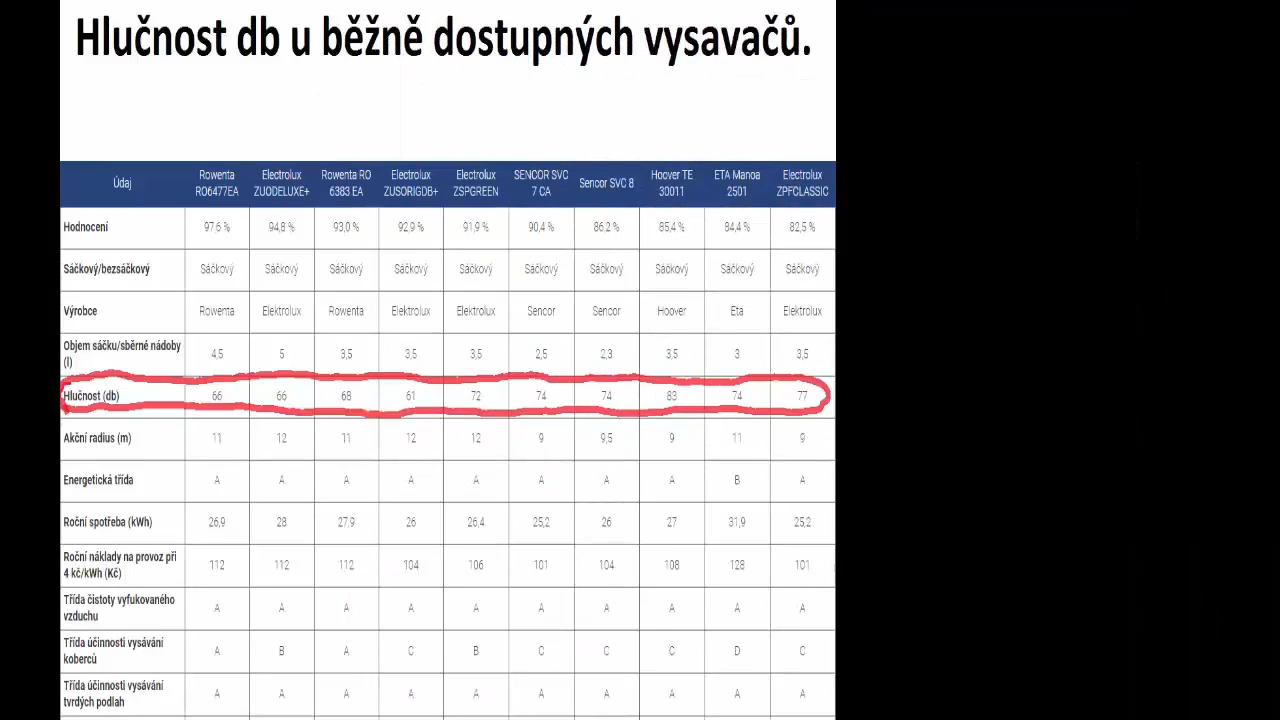 Hlučnost db u běžně dostupných vysavačů.
Údaj Rowenta RO6477EA Electrolux ZUODELUXE+ Rowenta RO 6383 EA Electrolux ZUSORIGDB+ Electrolux ZSPGREEN SENCOR SVC 7 CA Sencor SVC 8 Hoover TE 30011 ETA Manoa 2501 Electrolux ZPFCLASSIC
Hodnocení 97,6 % 94,8 % 93,0 % 92,9 % 91,9 % 90,4 % 86,2 % 85,4 % 84,4 % 82,5 %
Sáčkový/bezsáčkový Sáčkový Sáčkový Sáčkový Sáčkový Sáčkový Sáčkový Sáčkový Sáčkový Sáčkový Sáčkový
Výrobce Rowenta Elektrolux Rowenta Elektrolux Elektrolux Sencor Sencor Hoover Eta Elektrolux
Objem sáčku/sběrné nádoby (l) 4,5 5 3,5 3,5 3,5 2,5 2,3 3,5 3 3,5
Hlučnost (db) 66 66 68 61 72 74 74 83 74 77
Akční radius (m) 11 12 11 12 12 9 9,5 9 11 9
Energetická třída A A A A A A A A B A
Roční spotřeba (kWh) 26,9 28 27,9 26 26,4 25,2 26 27 31,9 25,2
Roční náklady na provoz při 4 kč/kWh (Kč) 112 112 112 104 106 101 104 108 128 101
Třída čistoty vyfukovaného vzduchu A A A A A A A A A A
Třída účinnosti vysávání koberců A B A C B C C C D C
Třída účinnosti vysávání tvrdých podlah A A A A A A A A A A